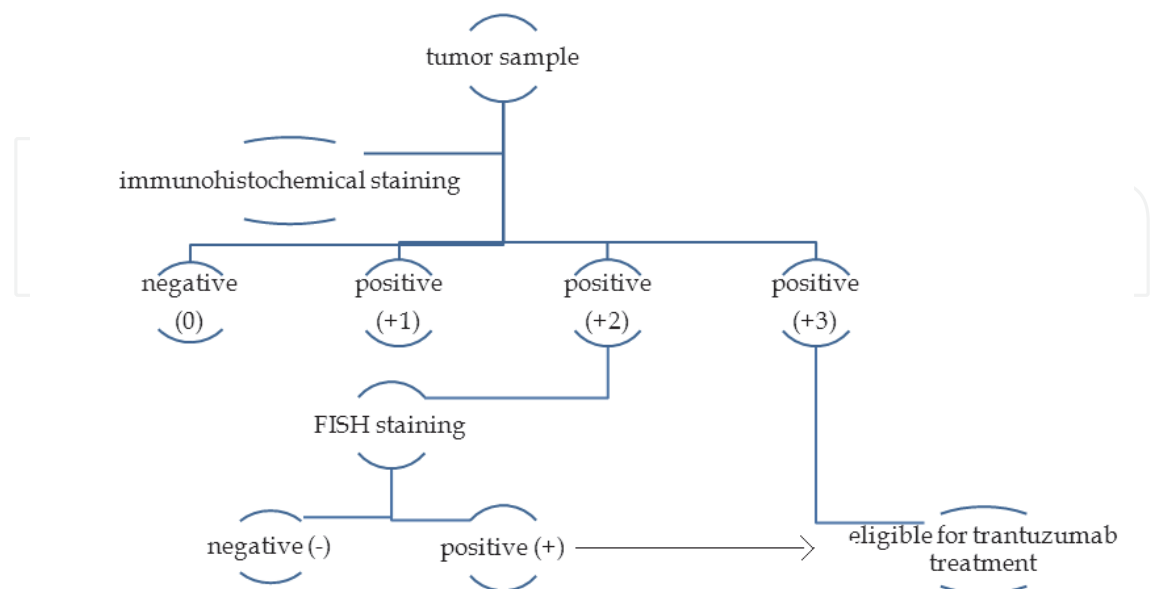 tumor sample
immunohistochemical staining
negative
(0)
positive
(+1)
positive
(+2)
positive
(+3)
FISH staining
negative (-)
positive (+)
eligible for trantuzumab
treatment